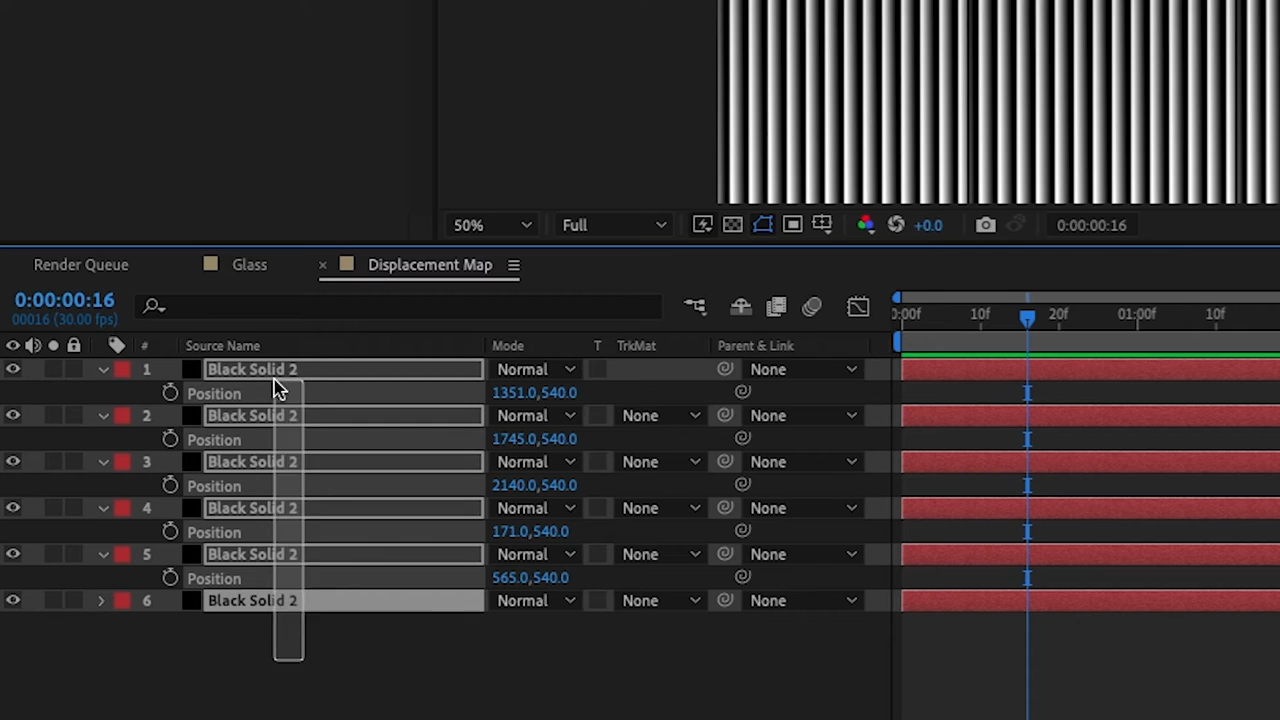 50% Full +0.0 0:00:00:16
Render Queue Glass × Displacement Map
0:00:00:16
00016 (30.00 fps)
0:00f 10f 20f 01:00f 10f
# Source Name Mode T TrkMat Parent & Link
1 Black Solid 2 Normal None
Position 1351.0,540.0
2 Black Solid 2 Normal None None
Position 1745.0,540.0
3 Black Solid 2 Normal None None
Position 2140.0,540.0
4 Black Solid 2 Normal None None
Position 171.0,540.0
5 Black Solid 2 Normal None None
Position 565.0,540.0
6 Black Solid 2 Normal None None